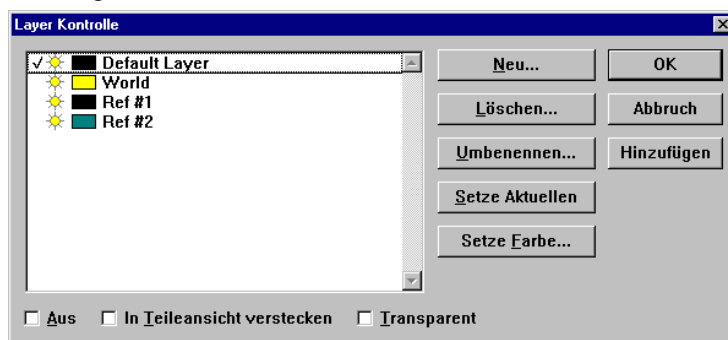 Layer Kontrolle
Default Layer
World
Ref #1
Ref #2
Neu...
OK
Löschen...
Abbruch
Umbenennen...
Hinzufügen
Setze Aktuellen
Setze Farbe...
Aus
In Teileansicht verstecken
Transparent